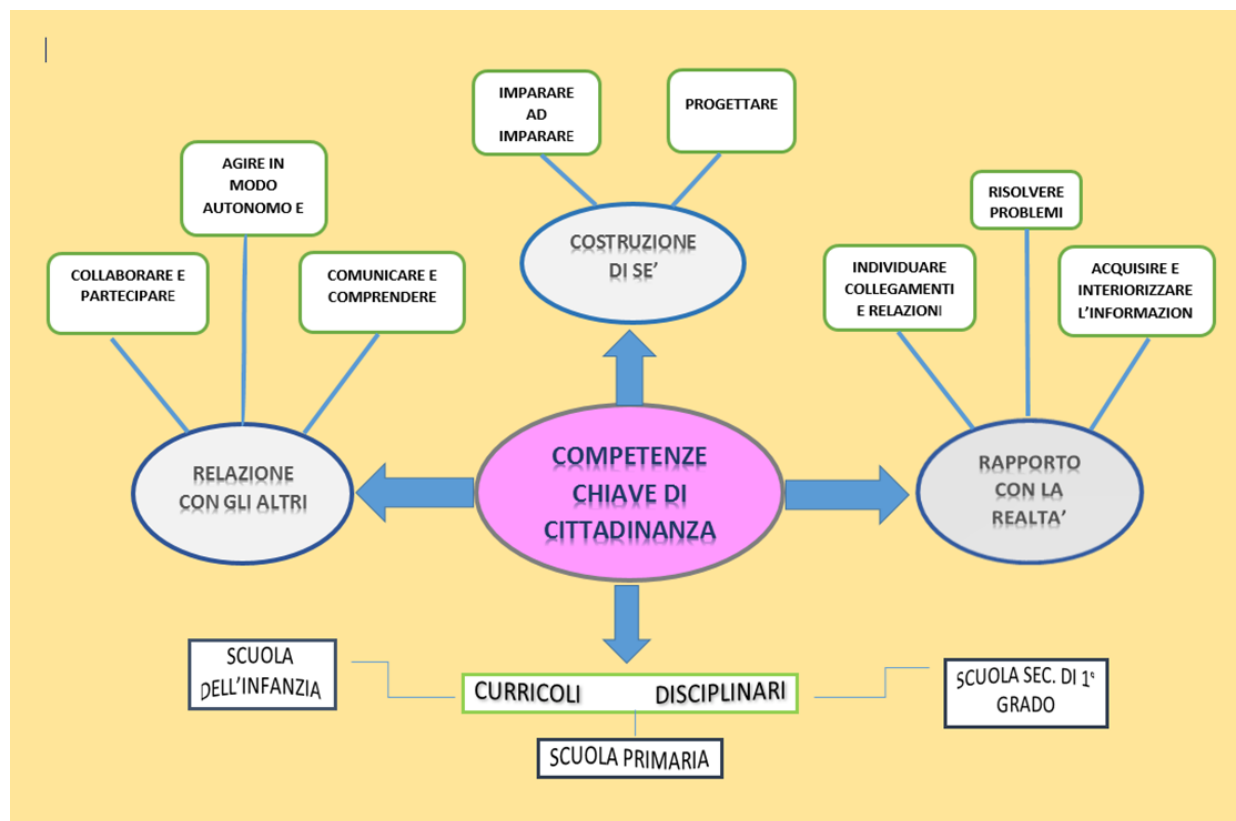 IMPARARE
AD
IMPARARE
PROGETTARE
AGIRE IN
MODO
AUTONOMO E
RISOLVERE
PROBLEMI
COLLABORARE E
PARTECIPARE
COMUNICARE E
COMPRENDERE
COSTRUZIONE
DI SE’
INDIVIDUARE
COLLEGAMENTI
E RELAZIONI
ACQUISIRE E
INTERIORIZZARE
L’INFORMAZION
RELAZIONE
CON GLI ALTRI
COMPETENZE
CHIAVE DI
CITTADINANZA
RAPPORTO
CON LA
REALTA’
SCUOLA
DELL’INFANZIA
CURRICOLI DISCIPLINARI
SCUOLA SEC. DI 1°
GRADO
SCUOLA PRIMARIA